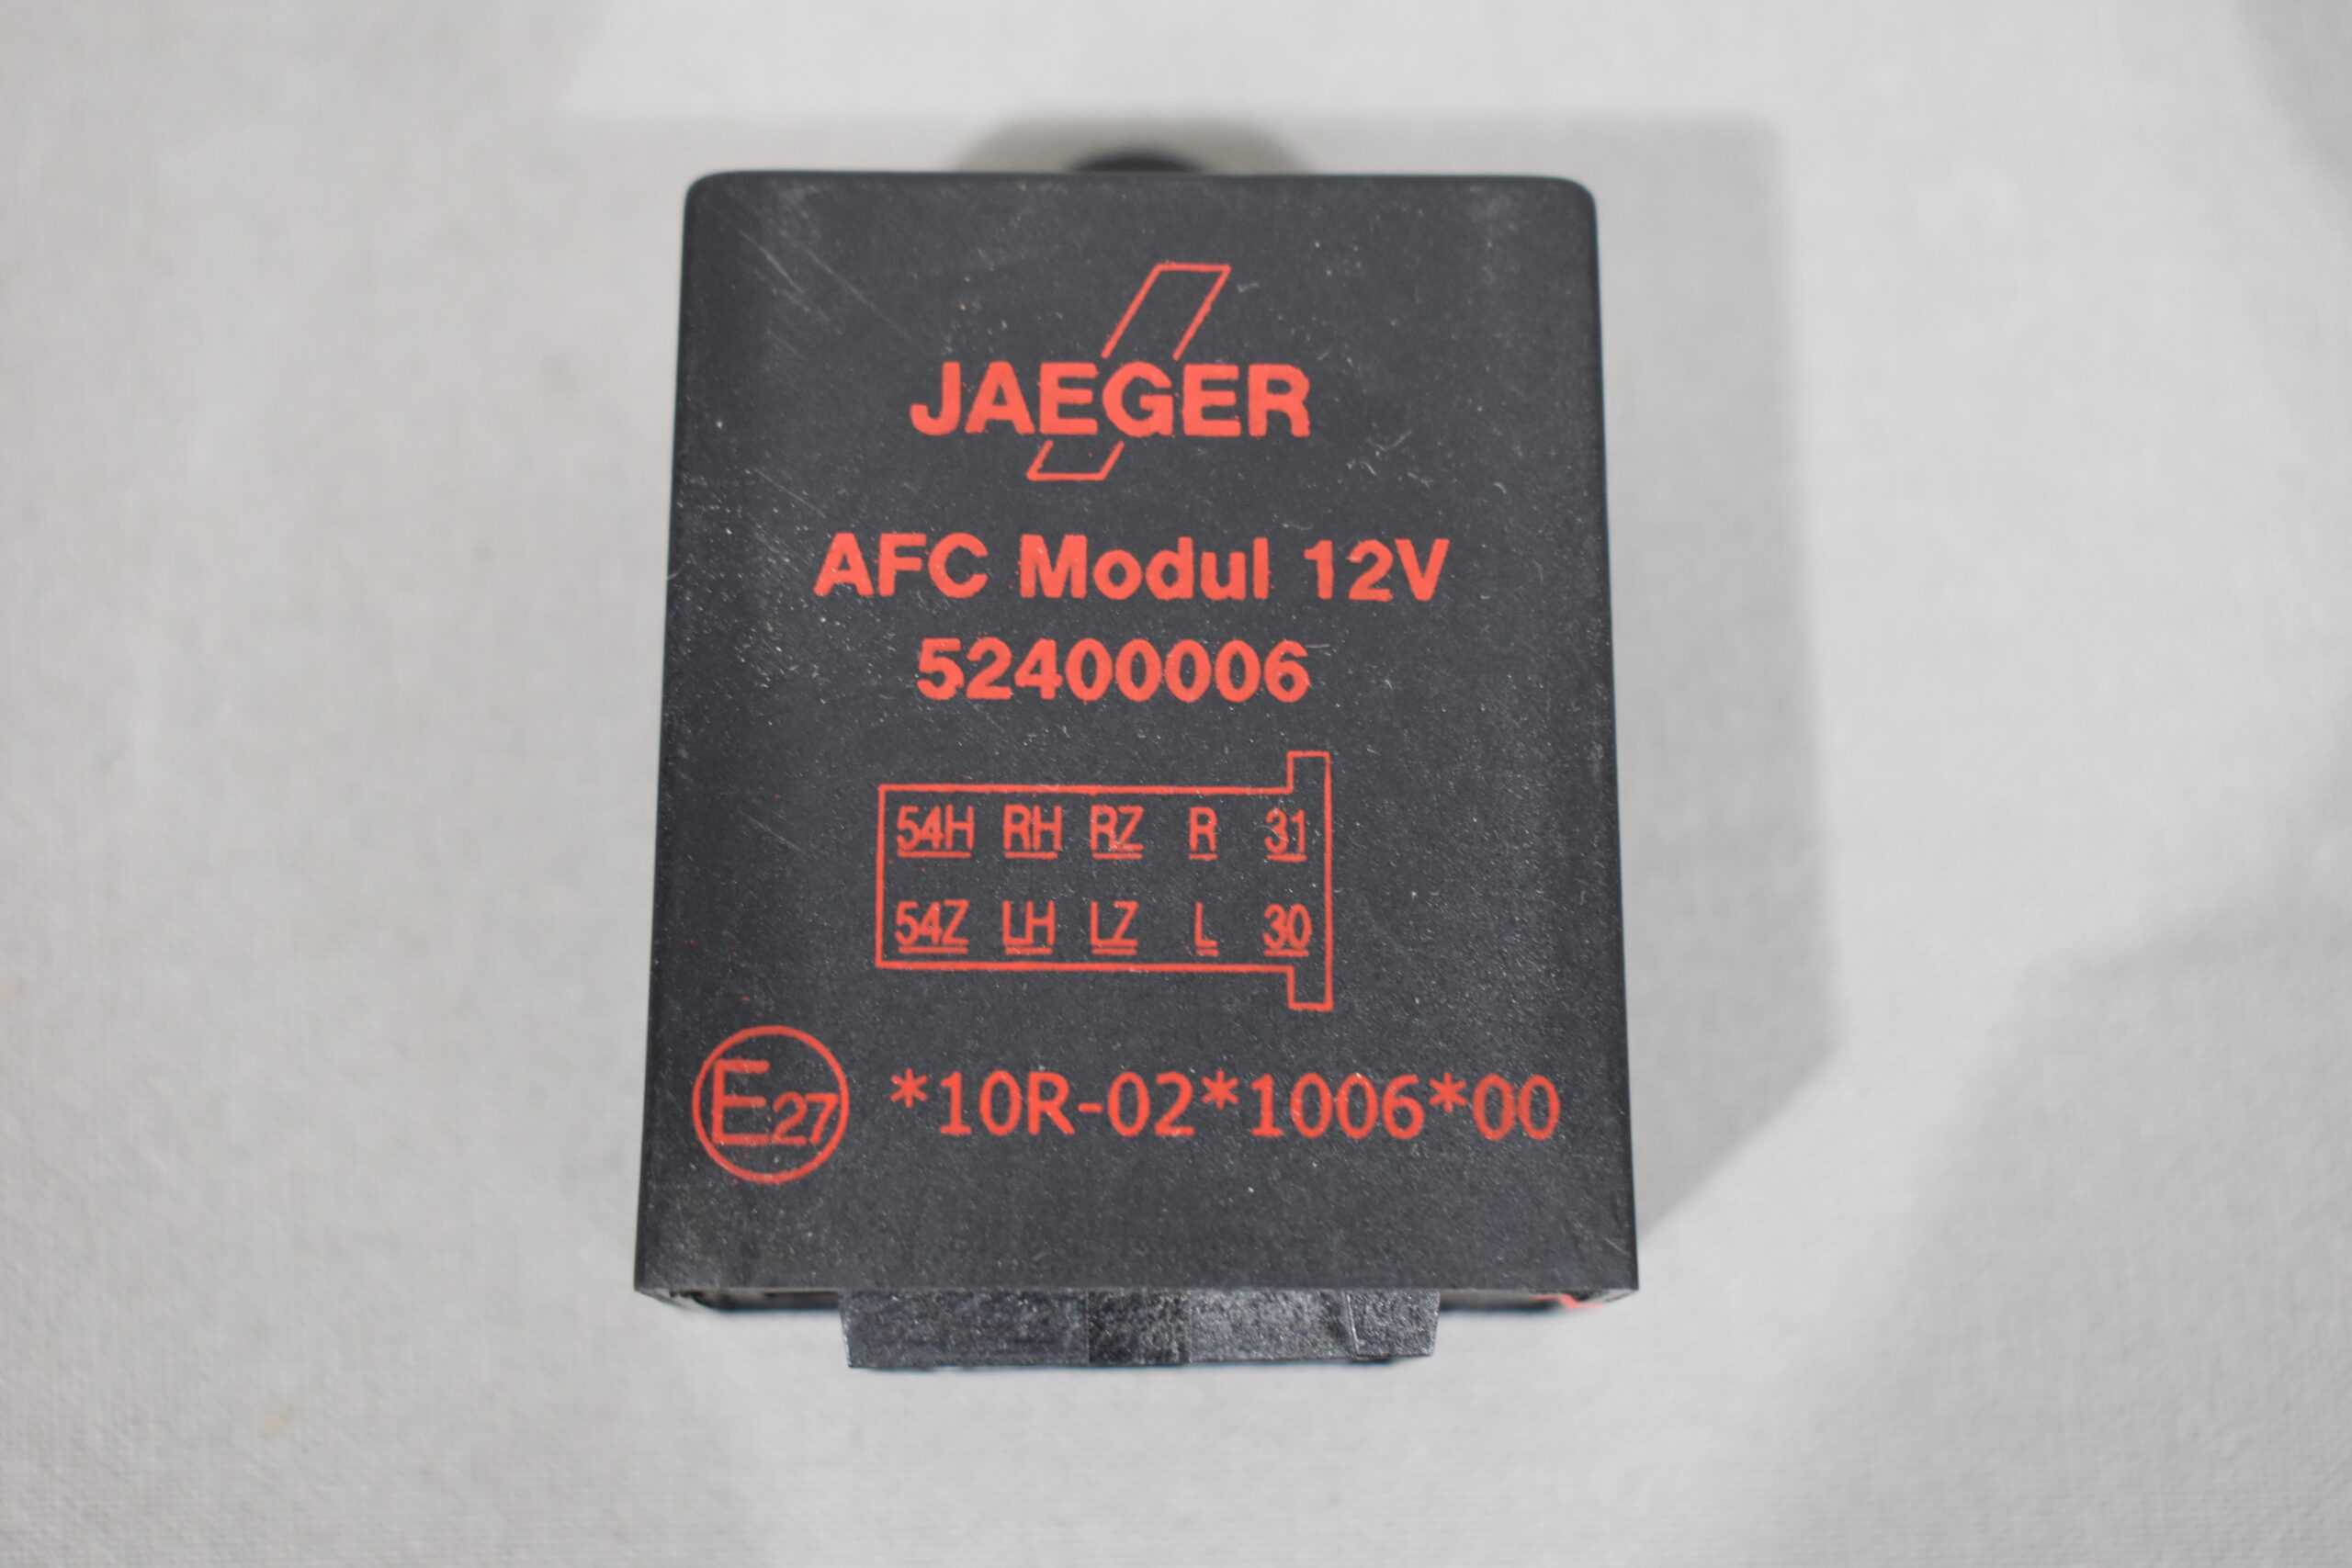 JAEGER
AFC Modul 12V
52400006
54H RH RZ R 31
54Z LH LZ L 30
E27 *10R-02*1006*00